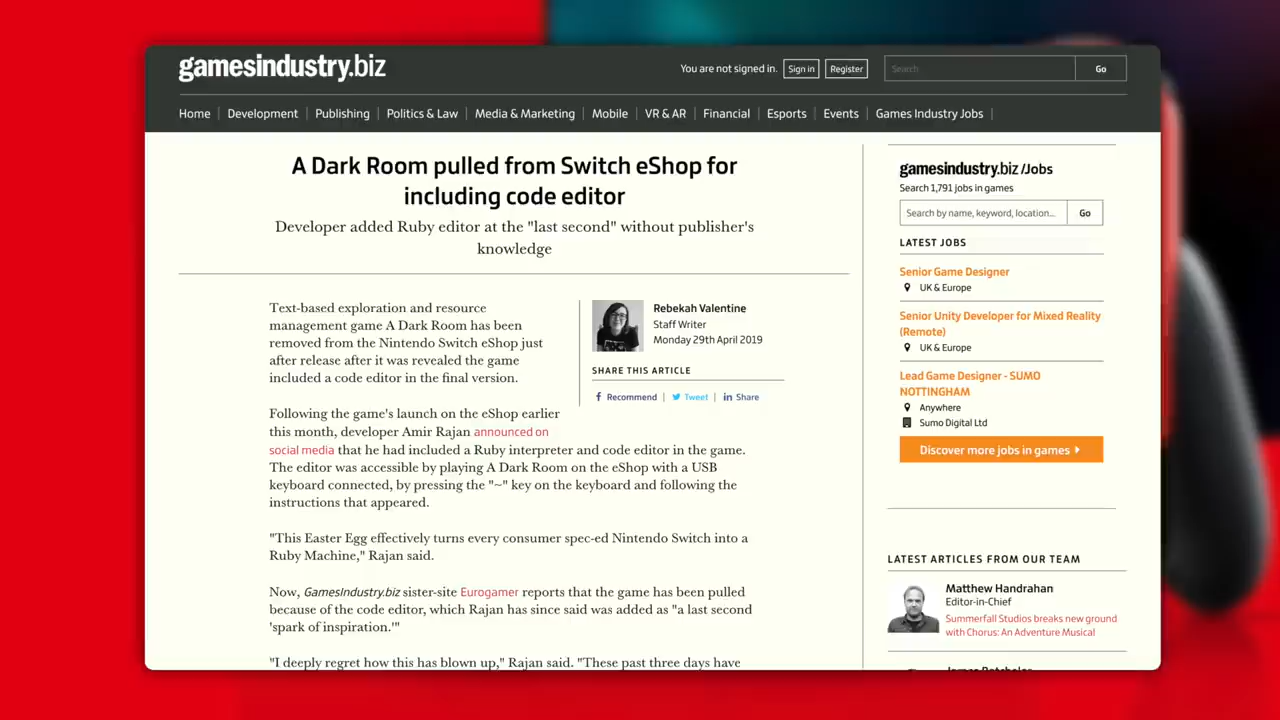 gamesindustry.biz
You are not signed in. Sign in Register
Search Go
Home Development Publishing Politics & Law Media & Marketing Mobile VR & AR Financial Esports Events Games Industry Jobs
A Dark Room pulled from Switch eShop for
including code editor
Developer added Ruby editor at the "last second" without publisher's
knowledge
Text-based exploration and resource
management game A Dark Room has been
removed from the Nintendo Switch eShop just
after release after it was revealed the game
included a code editor in the final version.
Rebekah Valentine
Staff Writer
Monday 29th April 2019
SHARE THIS ARTICLE
Recommend Tweet Share
Following the game's launch on the eShop earlier
this month, developer Amir Rajan announced on
social media that he had included a Ruby interpreter and code editor in the game.
The editor was accessible by playing A Dark Room on the eShop with a USB
keyboard connected, by pressing the "~" key on the keyboard and following the
instructions that appeared.
"This Easter Egg effectively turns every consumer spec-ed Nintendo Switch into a
Ruby Machine," Rajan said.
Now, GamesIndustry.biz sister-site Eurogamer reports that the game has been pulled
because of the code editor, which Rajan has since said was added as "a last second
'spark of inspiration.'"
"I deeply regret how this has blown up," Rajan said. "These past three days have
gamesindustry.biz /Jobs
Search 1,791 jobs in games
Search by name, keyword, location... Go
LATEST JOBS
Senior Game Designer
UK & Europe
Senior Unity Developer for Mixed Reality
(Remote)
UK & Europe
Lead Game Designer - SUMO
NOTTINGHAM
Anywhere
Sumo Digital Ltd
Discover more jobs in games
LATEST ARTICLES FROM OUR TEAM
Matthew Handrahan
Editor-in-Chief
Summerfall Studios breaks new ground
with Chorus: An Adventure Musical